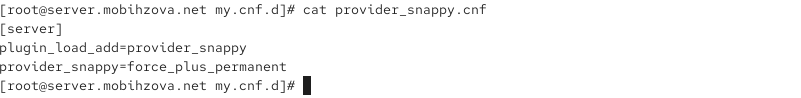 [root@server.mobihzova.net my.cnf.d]# cat provider_snappy.cnf
[server]
plugin_load_add=provider_snappy
provider_snappy=force_plus_permanent
[root@server.mobihzova.net my.cnf.d]#